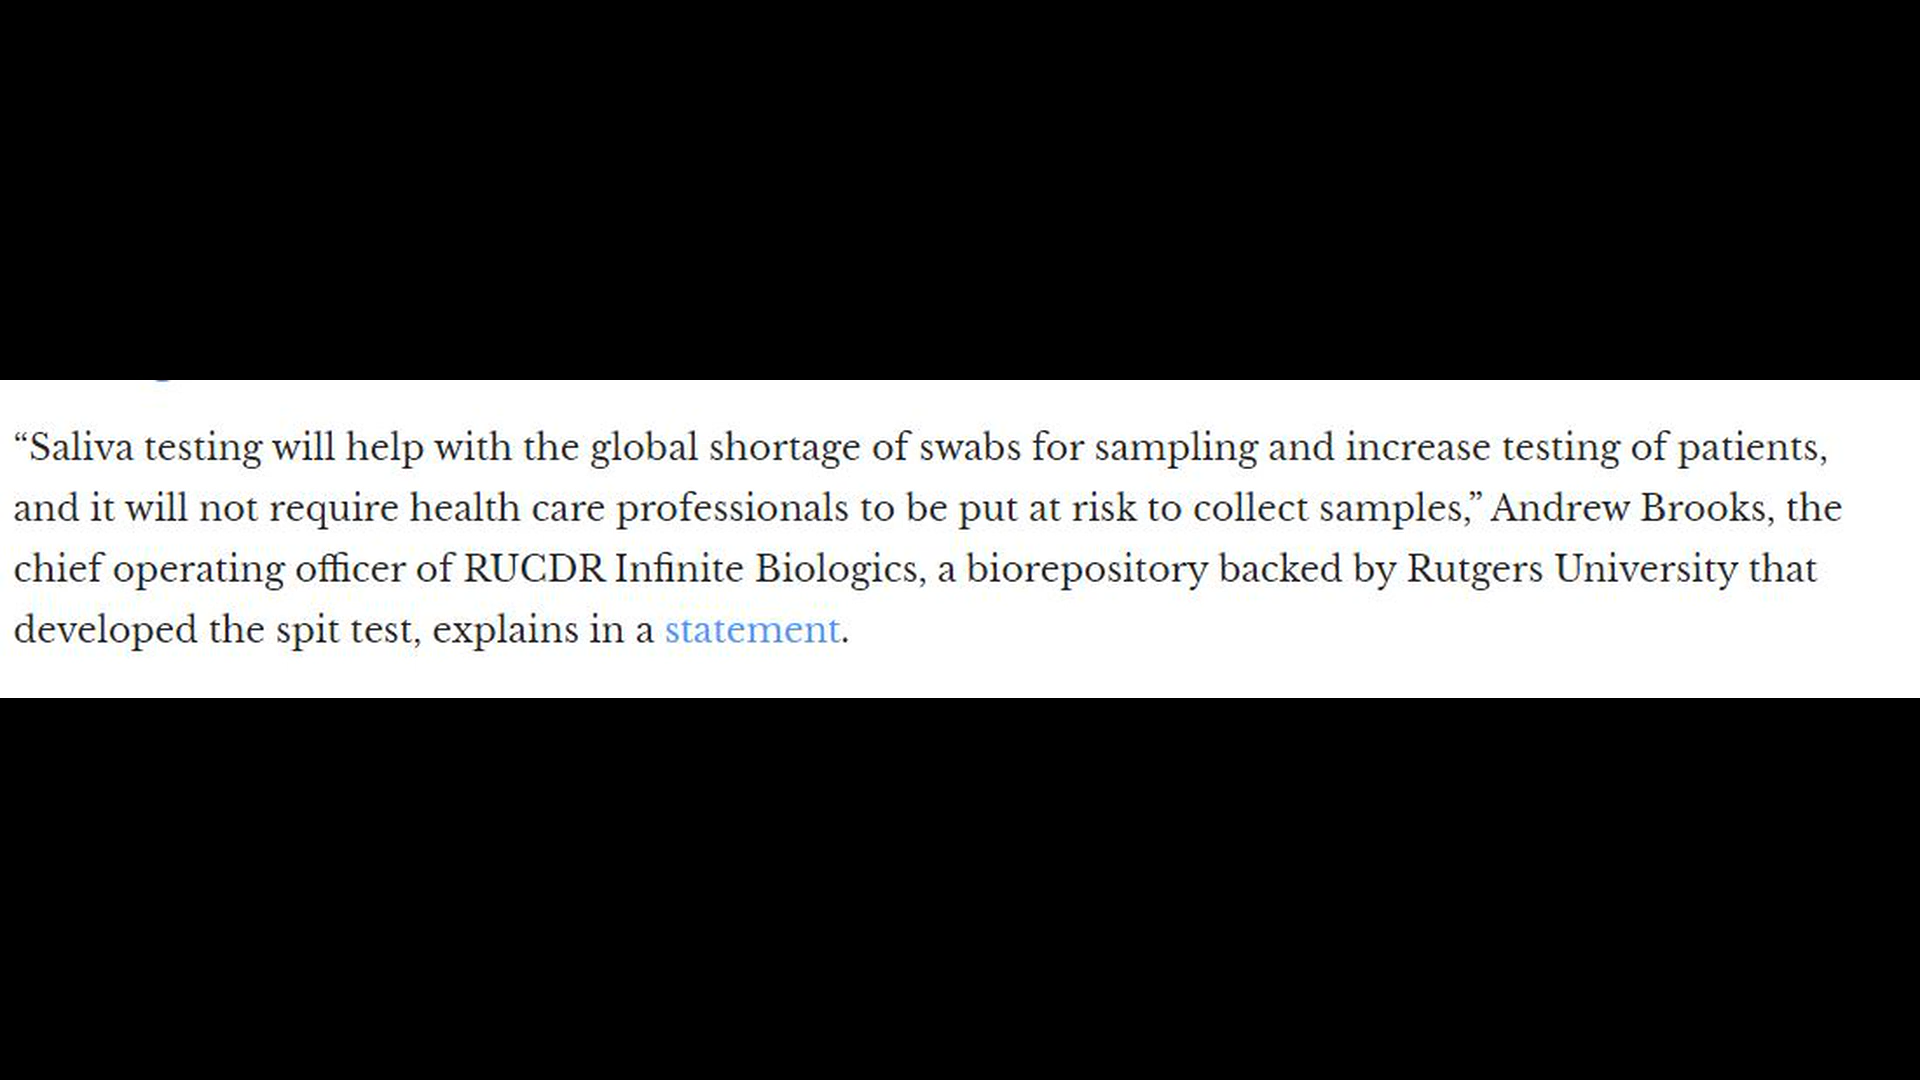 “Saliva testing will help with the global shortage of swabs for sampling and increase testing of patients,
and it will not require health care professionals to be put at risk to collect samples,” Andrew Brooks, the
chief operating officer of RUCDR Infinite Biologics, a biorepository backed by Rutgers University that
developed the spit test, explains in a statement.